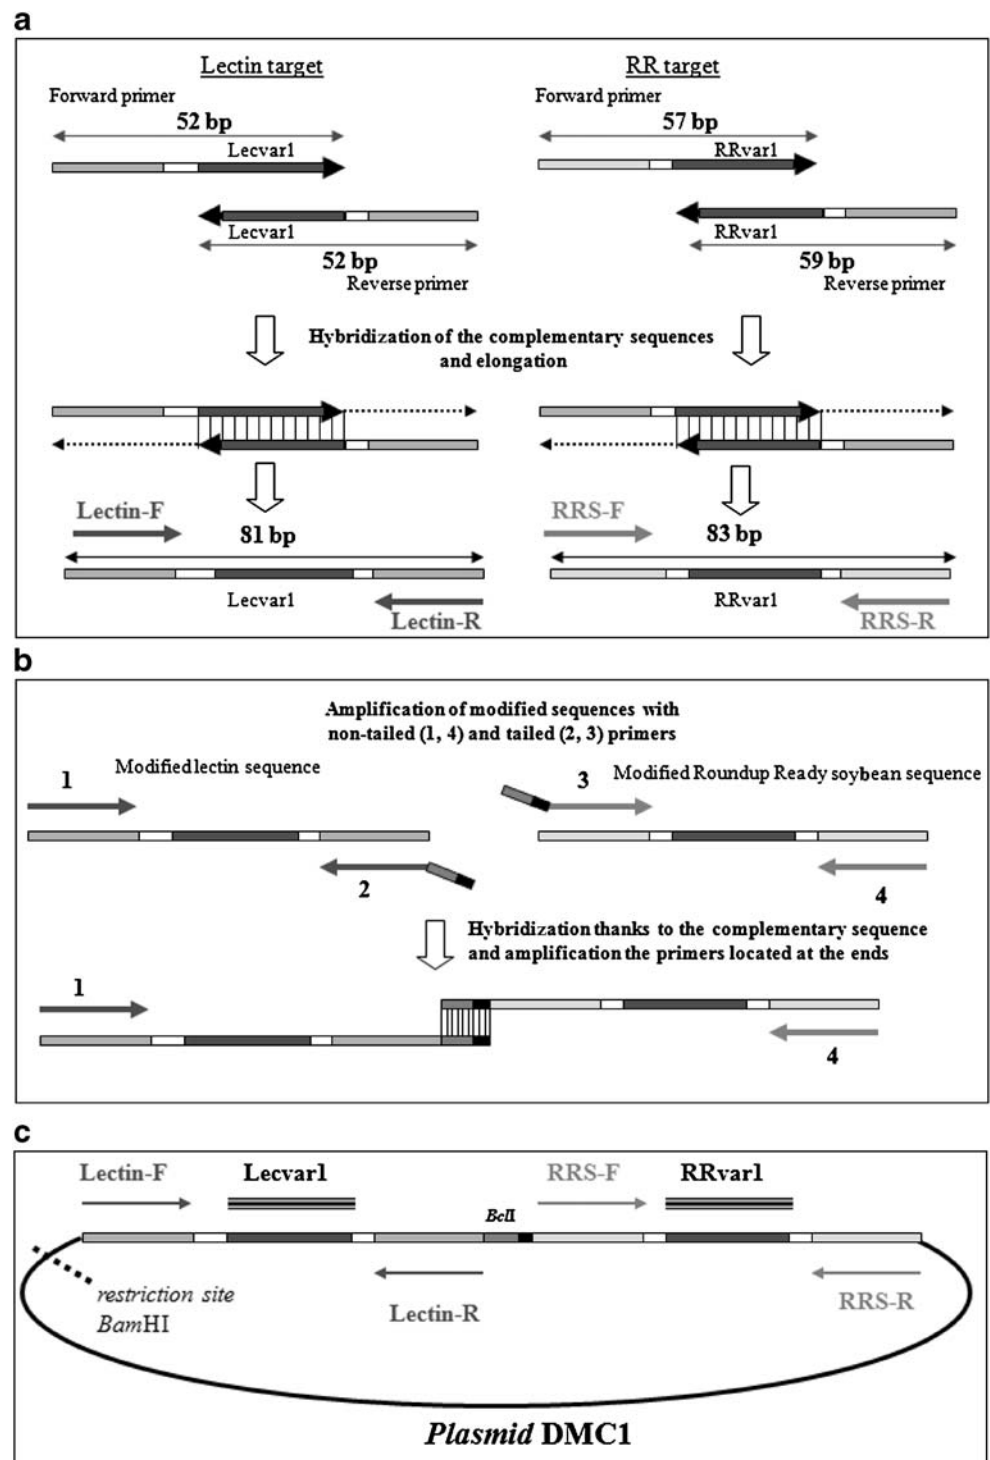 a
Lectin target
RR target
Forward primer
Forward primer
52 bp
57 bp
Lecvar1
RRvar1
Lecvar1
RRvar1
52 bp
59 bp
Reverse primer
Reverse primer
Hybridization of the complementary sequences
and elongation
Lectin-F
RRS-F
81 bp
83 bp
Lecvar1
RRvar1
Lectin-R
RRS-R
b
Amplification of modified sequences with
non-tailed (1, 4) and tailed (2, 3) primers
1
Modified lectin sequence
3
Modified Roundup Ready soybean sequence
2
4
Hybridization thanks to the complementary sequence
and amplification the primers located at the ends
1
4
c
Lectin-F
Lecvar1
RRS-F
RRvar1
BclI
restriction site
BamHI
Lectin-R
RRS-R
Plasmid DMC1